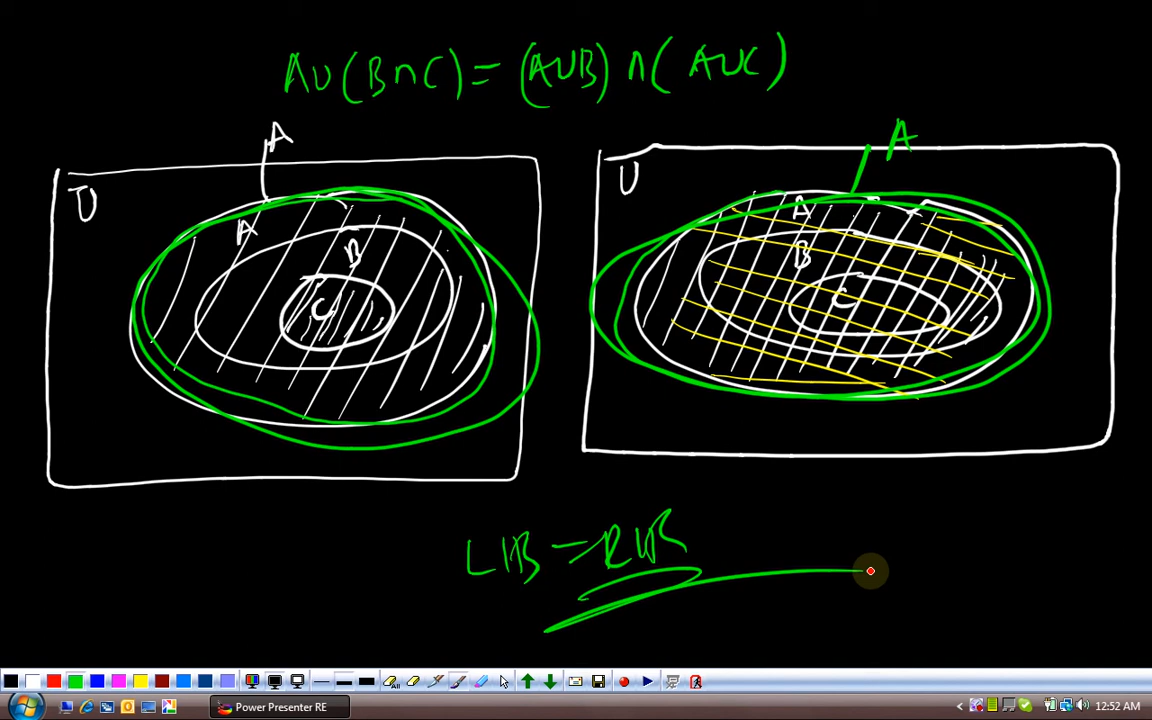 A∪(B∩C)=(A∪B)∩(A∪C)
A
A
U
A
B
C
U
A
B
C
LHS=RHS
Power Presenter RE
12:52 AM